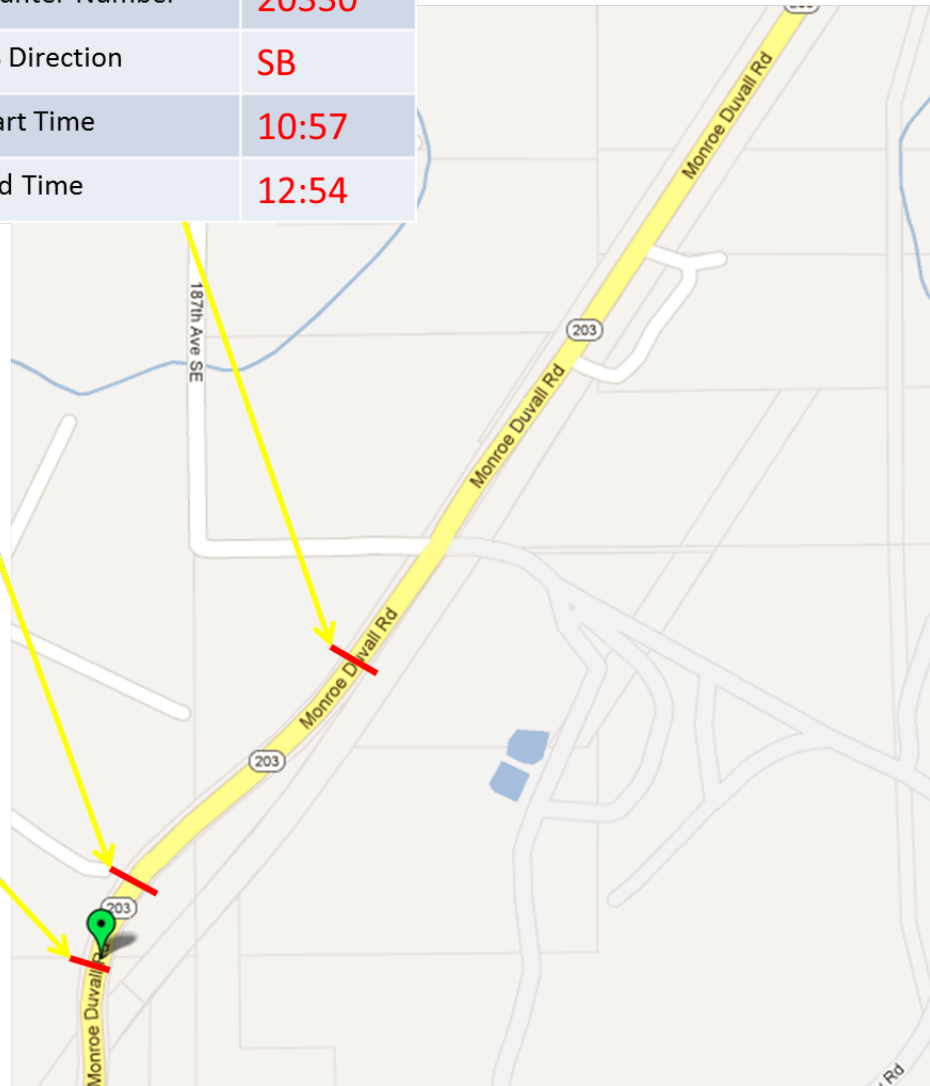 20330
Direction
SB
art Time
10:57
d Time
12:54
Monroe Duvall Rd
187th Ave SE
203
Monroe Duvall Rd
Monroe Duvall Rd
203
203
Monroe Duvall Rd
Rd